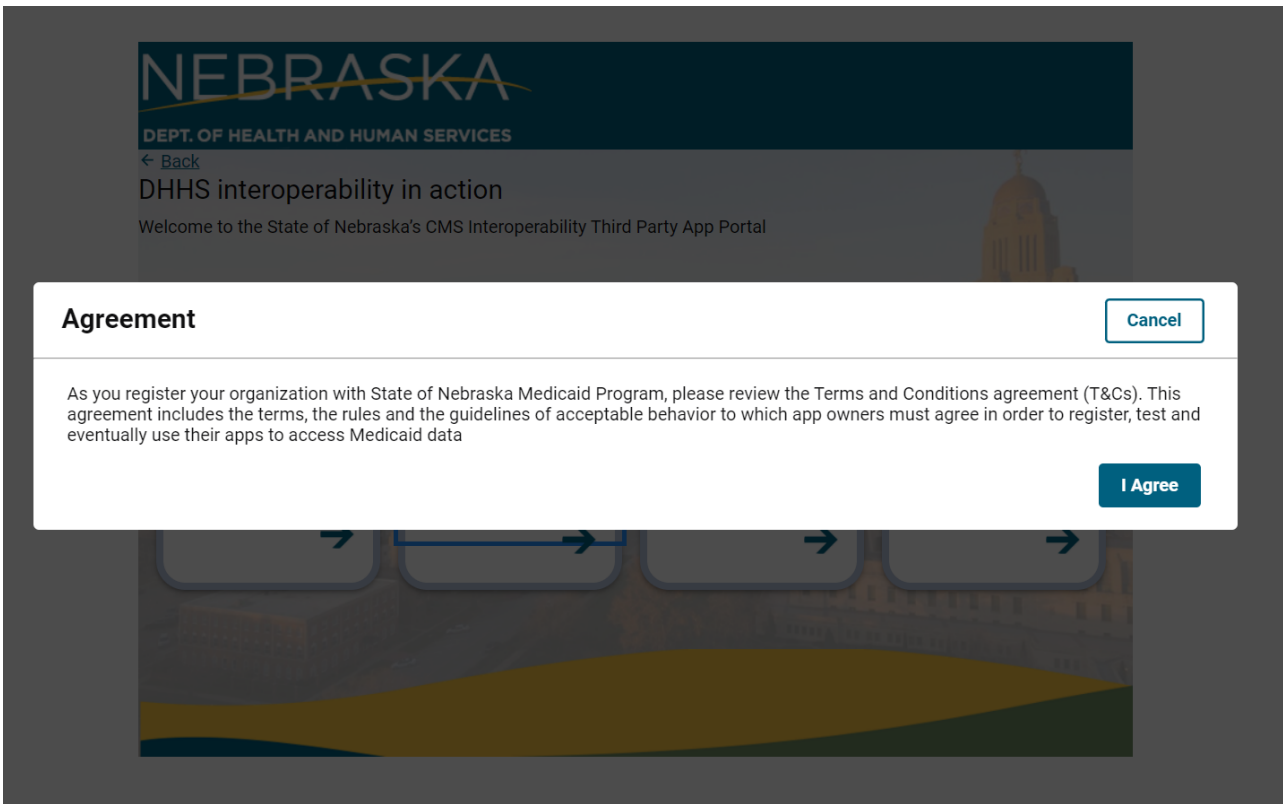 NEBRASKA
DEPT. OF HEALTH AND HUMAN SERVICES
← Back
DHHS interoperability in action
Welcome to the State of Nebraska's CMS Interoperability Third Party App Portal
Agreement
Cancel
As you register your organization with State of Nebraska Medicaid Program, please review the Terms and Conditions agreement (T&Cs). This
agreement includes the terms, the rules and the guidelines of acceptable behavior to which app owners must agree in order to register, test and
eventually use their apps to access Medicaid data
I Agree